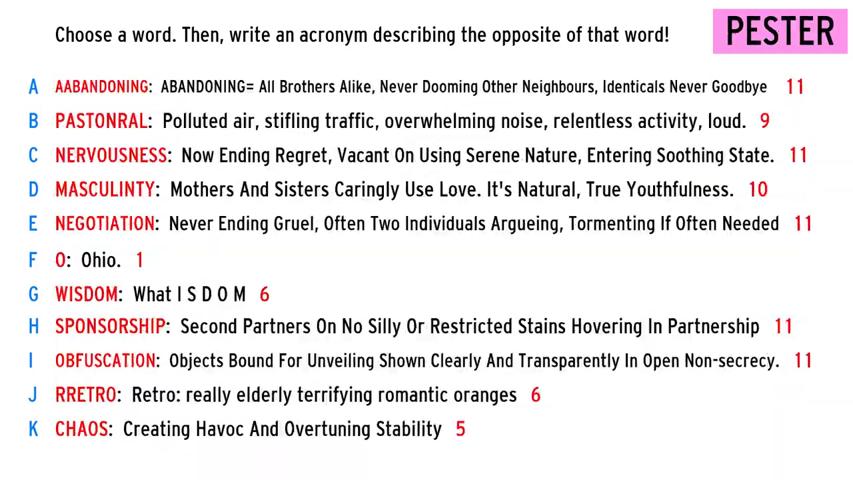 Choose a word. Then, write an acronym describing the opposite of that word!
PESTER
A AABANDONING: ABANDONING= All Brothers Alike, Never Dooming Other Neighbours, Identicals Never Goodbye 11
B PASTONRAL: Polluted air, stifling traffic, overwhelming noise, relentless activity, loud. 9
C NERVOUSNESS: Now Ending Regret, Vacant On Using Serene Nature, Entering Soothing State. 11
D MASCULINTY: Mothers And Sisters Caringly Use Love. It's Natural, True Youthfulness. 10
E NEGOTIATION: Never Ending Gruel, Often Two Individuals Argueing, Tormenting If Often Needed 11
F O: Ohio. 1
G WISDOM: What I S D O M 6
H SPONSORSHIP: Second Partners On No Silly Or Restricted Stains Hovering In Partnership 11
I OBFUSCATION: Objects Bound For Unveiling Shown Clearly And Transparently In Open Non-secrecy. 11
J RRETRO: Retro: really elderly terrifying romantic oranges 6
K CHAOS: Creating Havoc And Overtuning Stability 5